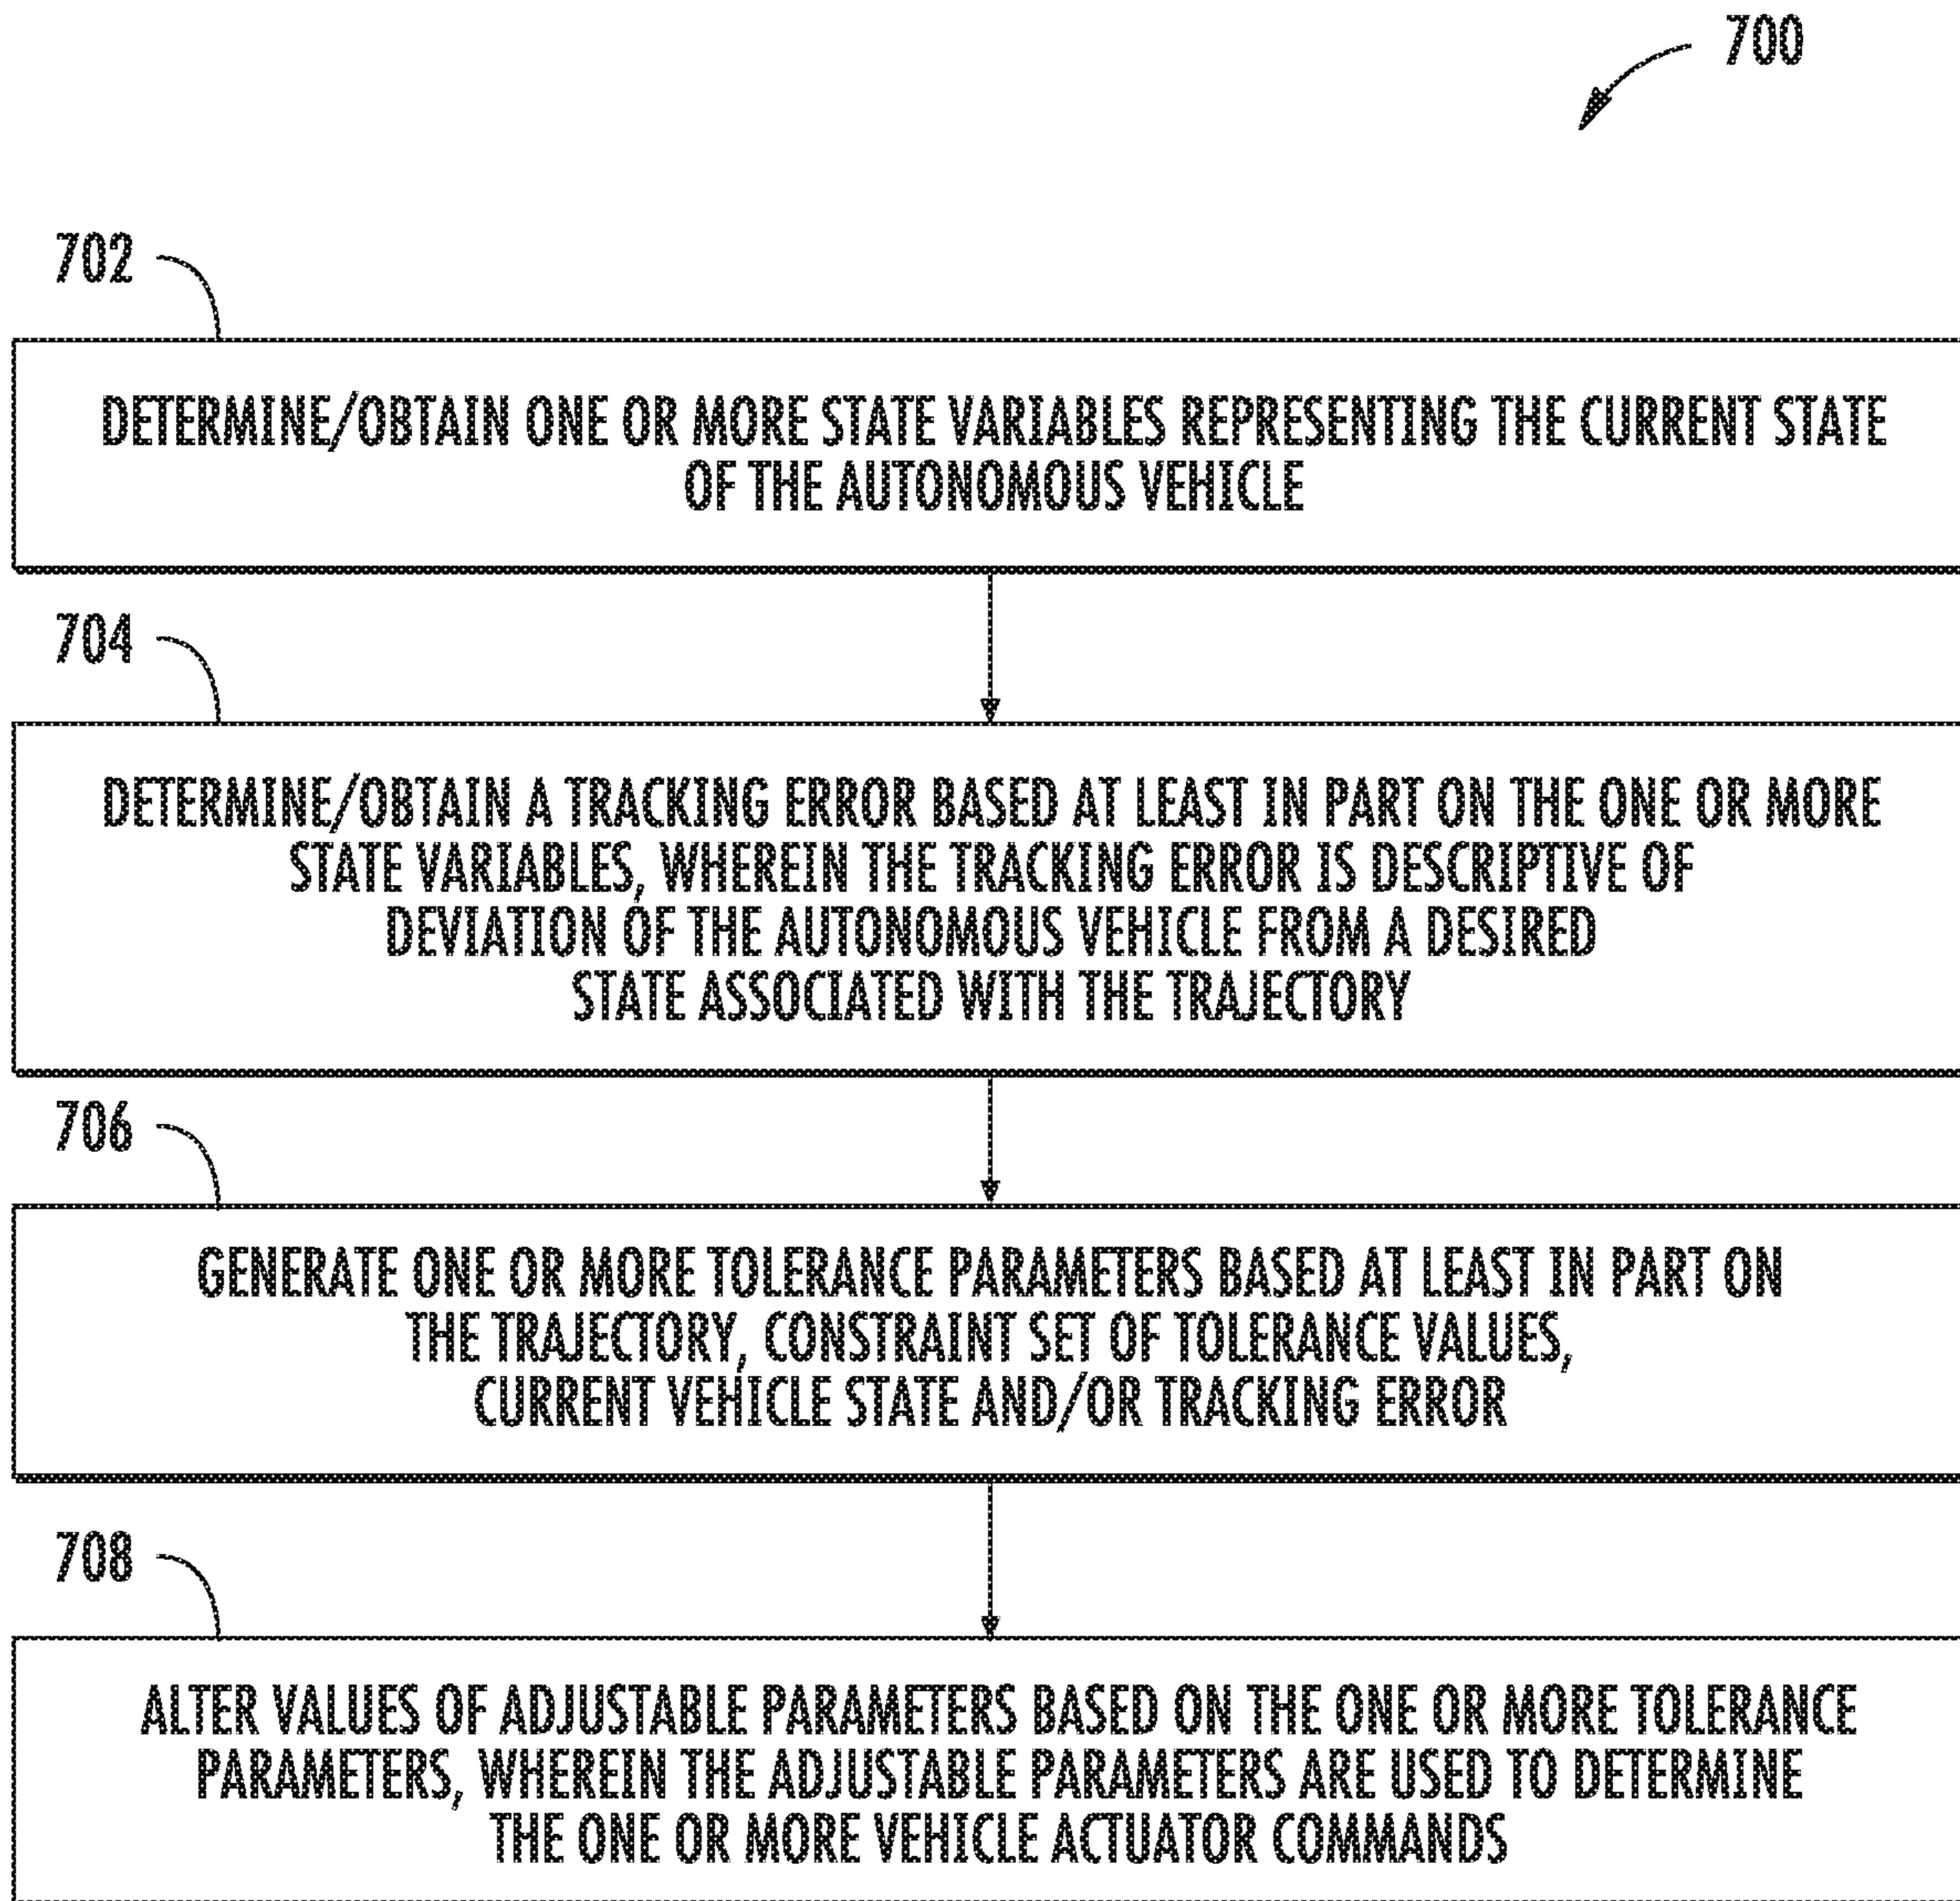 700
702
DETERMINE/OBTAIN ONE OR MORE STATE VARIABLES REPRESENTING THE CURRENT STATE
OF THE AUTONOMOUS VEHICLE
704
DETERMINE/OBTAIN A TRACKING ERROR BASED AT LEAST IN PART ON THE ONE OR MORE
STATE VARIABLES, WHEREIN THE TRACKING ERROR IS DESCRIPTIVE OF
DEVIATION OF THE AUTONOMOUS VEHICLE FROM A DESIRED
STATE ASSOCIATED WITH THE TRAJECTORY
706
GENERATE ONE OR MORE TOLERANCE PARAMETERS BASED AT LEAST IN PART ON
THE TRAJECTORY, CONSTRAINT SET OF TOLERANCE VALUES,
CURRENT VEHICLE STATE AND/OR TRACKING ERROR
708
ALTER VALUES OF ADJUSTABLE PARAMETERS BASED ON THE ONE OR MORE TOLERANCE
PARAMETERS, WHEREIN THE ADJUSTABLE PARAMETERS ARE USED TO DETERMINE
THE ONE OR MORE VEHICLE ACTUATOR COMMANDS